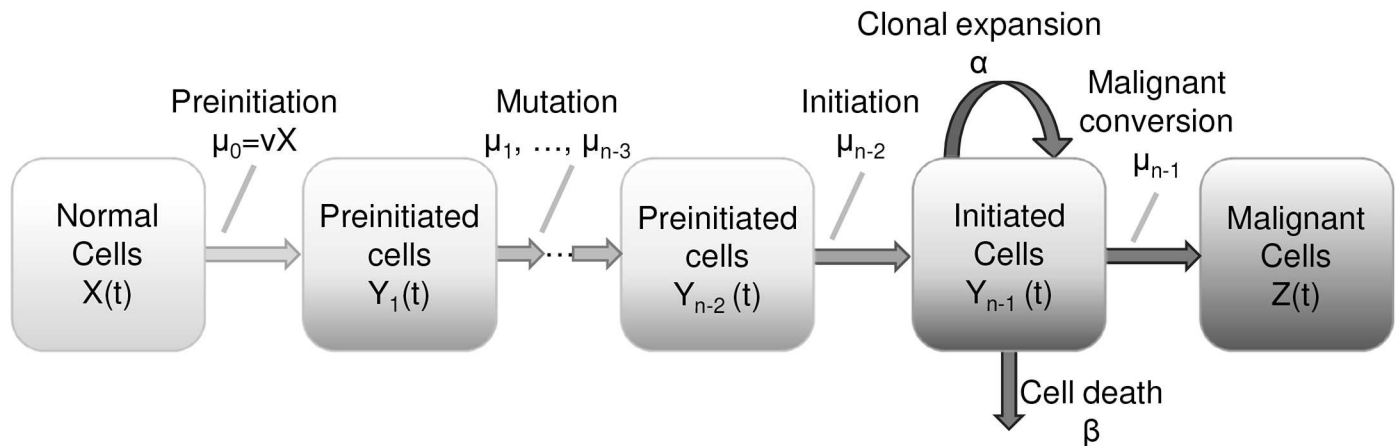 Clonal expansion
α
Preinitiation
μ0=vX
Mutation
μ1, ..., μn-3
Initiation
μn-2
Malignant
conversion
μn-1
Normal
Cells
X(t)
Preinitiated
cells
Y1(t)
...
Preinitiated
cells
Yn-2 (t)
Initiated
Cells
Yn-1 (t)
Malignant
Cells
Z(t)
Cell death
β